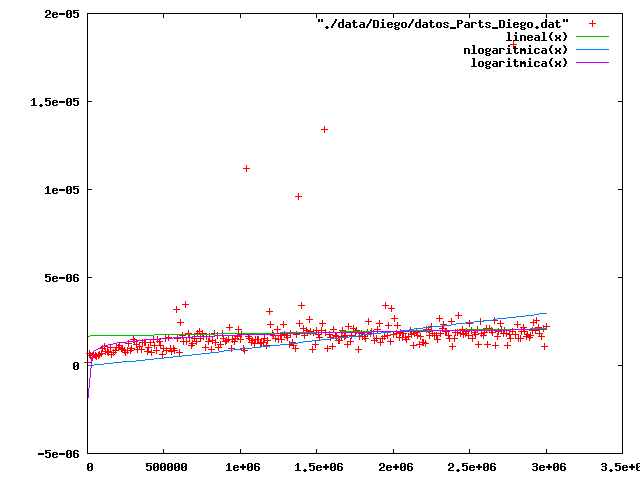 2e-05
"./data/Diego/datos_Parts_Diego.dat"
lineal(x)
nlogaritmica(x)
logaritmica(x)
1.5e-05
1e-05
5e-06
0
-5e-06
0 500000 1e+06 1.5e+06 2e+06 2.5e+06 3e+06 3.5e+06